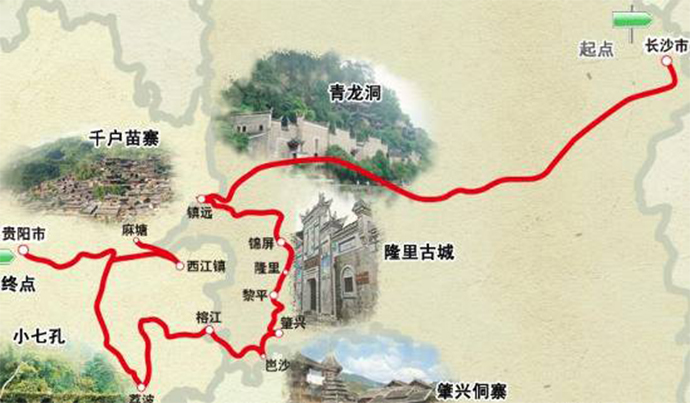 起点
长沙市
青龙洞
千户苗寨
镇远
麻塘
贵阳市
锦屏
隆里古城
西江镇
隆里
终点
黎平
榕江
肇兴
小七孔
岜沙
肇兴侗寨
荔波